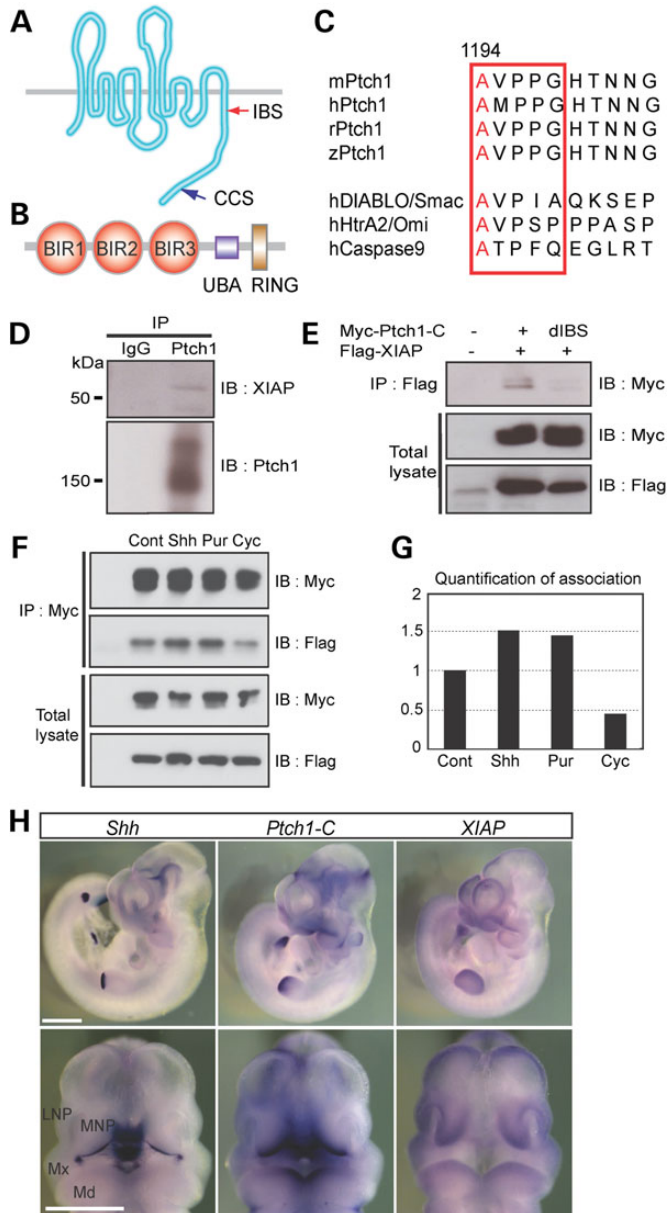 A
IBS
CCS
B
BIR1 BIR2 BIR3
UBA RING
C
1194
mPtch1 A V P P G H T N N G
hPtch1 A M P P G H T N N G
rPtch1 A V P P G H T N N G
zPtch1 A V P P G H T N N G
hDIABLO/Smac A V P I A Q K S E P
hHtrA2/Omi A V P S P P P A S P
hCaspase9 A T P F Q E G L R T
D
IP
kDa IgG Ptch1
50 IB : XIAP
150 IB : Ptch1
E
Myc-Ptch1-C - + dIBS
Flag-XIAP - + +
IP : Flag IB : Myc
Total lysate IB : Myc
IB : Flag
F
Cont Shh Pur Cyc
IP : Myc IB : Myc
IB : Flag
Total lysate IB : Myc
IB : Flag
G
Quantification of association
2
1.5
1
0.5
0
Cont Shh Pur Cyc
H
Shh Ptch1-C XIAP
LNP
MNP
Mx
Md